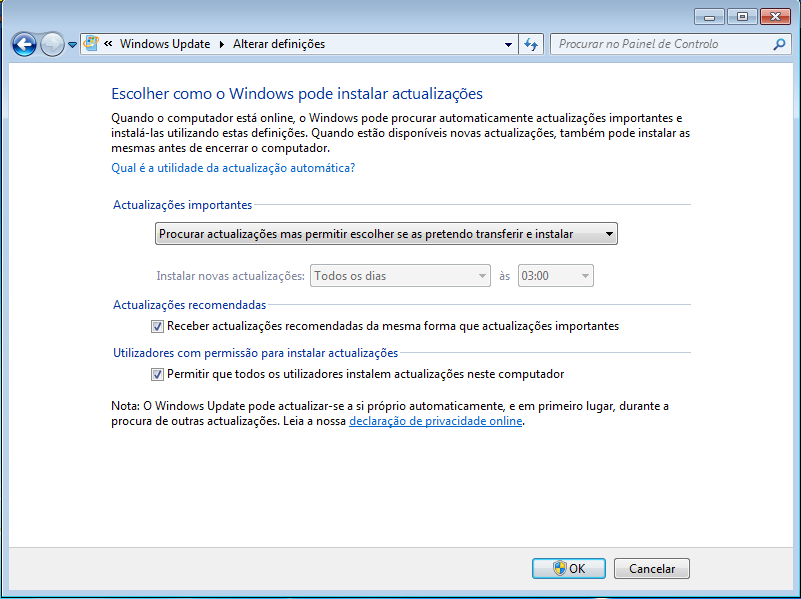 « Windows Update ▸ Alterar definições
Procurar no Painel de Controlo
Escolher como o Windows pode instalar actualizações
Quando o computador está online, o Windows pode procurar automaticamente actualizações importantes e
instalá-las utilizando estas definições. Quando estão disponíveis novas actualizações, também pode instalar as
mesmas antes de encerrar o computador.
Qual é a utilidade da actualização automática?
Actualizações importantes
Procurar actualizações mas permitir escolher se as pretendo transferir e instalar
Instalar novas actualizações: Todos os dias às 03:00
Actualizações recomendadas
Receber actualizações recomendadas da mesma forma que actualizações importantes
Utilizadores com permissão para instalar actualizações
Permitir que todos os utilizadores instalem actualizações neste computador
Nota: O Windows Update pode actualizar-se a si próprio automaticamente, e em primeiro lugar, durante a
procura de outras actualizações. Leia a nossa declaração de privacidade online.
OK Cancelar